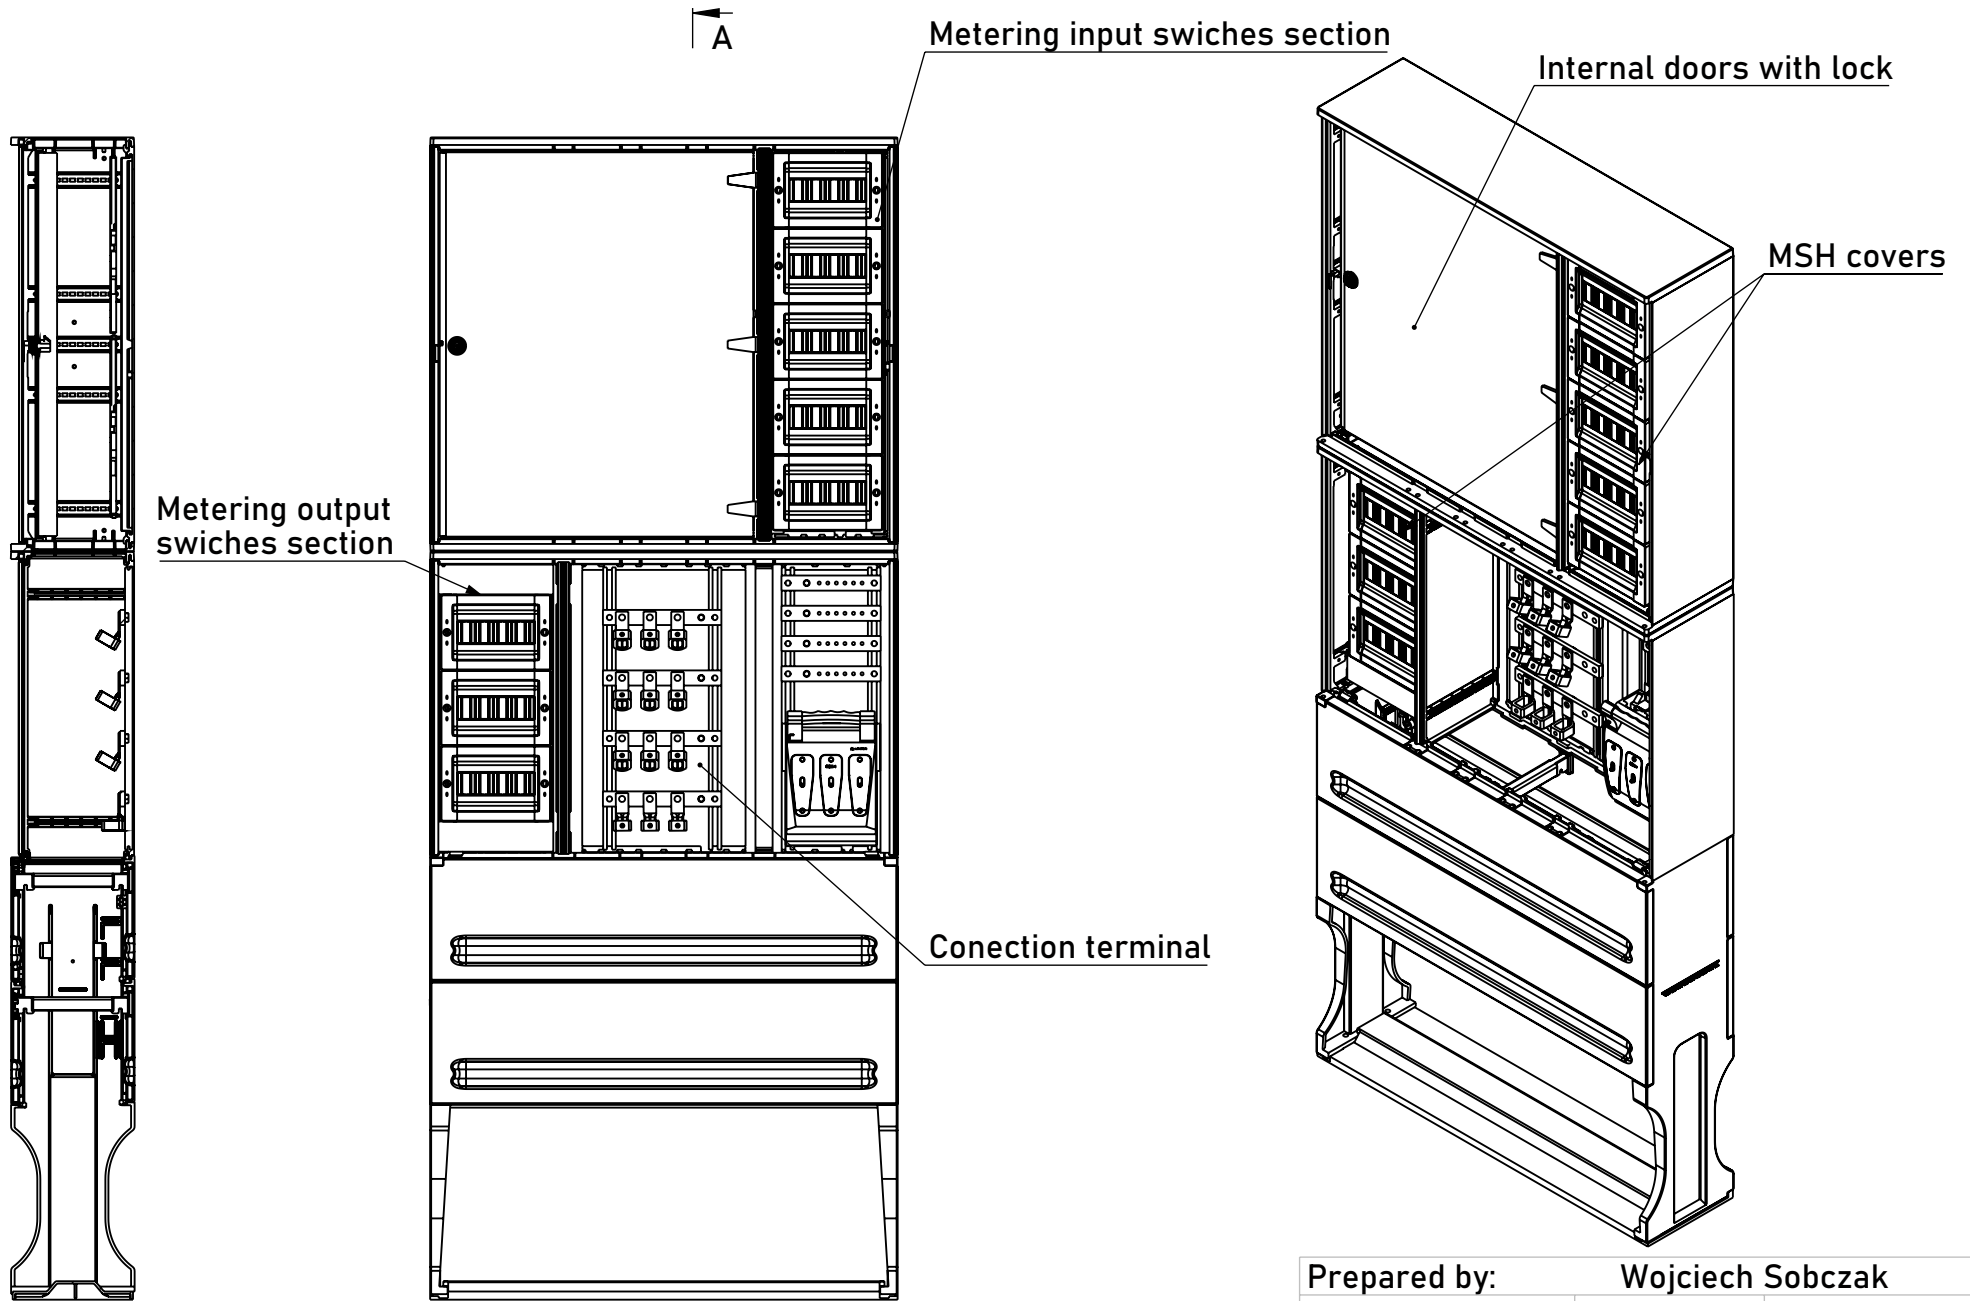 A
Metering input swiches section
Internal doors with lock
MSH covers
Metering output
swiches section
Conection terminal
Prepared by: Wojciech Sobczak